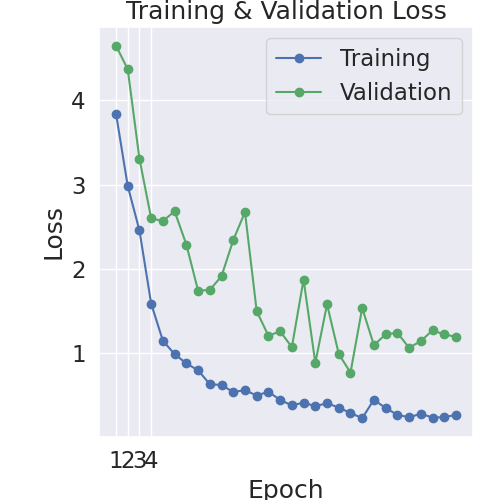 Training & Validation Loss
Training
Validation
Loss
4
3
2
1
1234
Epoch